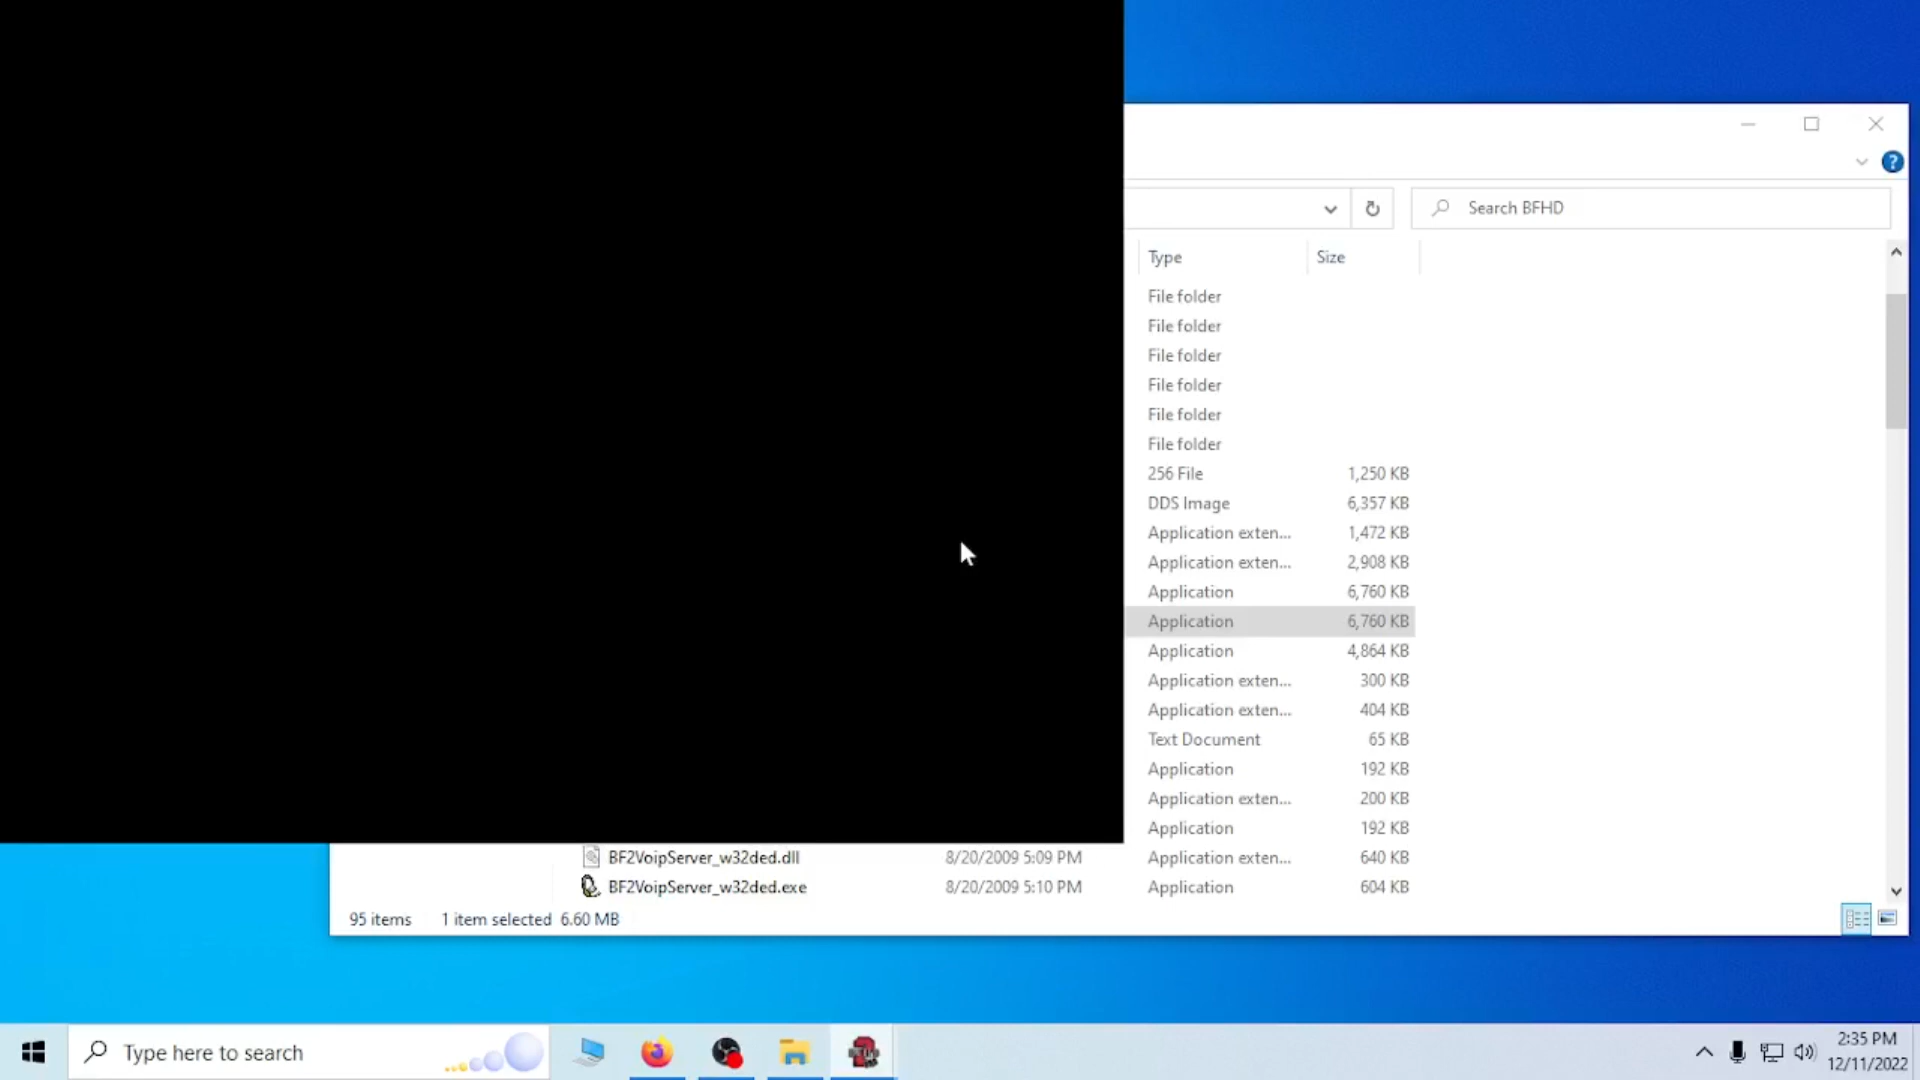 Search BFHD
Type Size
File folder
File folder
File folder
File folder
File folder
File folder
256 File 1,250 KB
DDS Image 6,357 KB
Application exten... 1,472 KB
Application exten... 2,908 KB
Application 6,760 KB
Application 6,760 KB
Application 4,864 KB
Application exten... 300 KB
Application exten... 404 KB
Text Document 65 KB
Application 192 KB
Application exten... 200 KB
Application 192 KB
BF2VoipServer_w32ded.dll 8/20/2009 5:09 PM Application exten... 640 KB
BF2VoipServer_w32ded.exe 8/20/2009 5:10 PM Application 604 KB
95 items 1 item selected 6.60 MB
Type here to search
2:35 PM
12/11/2022